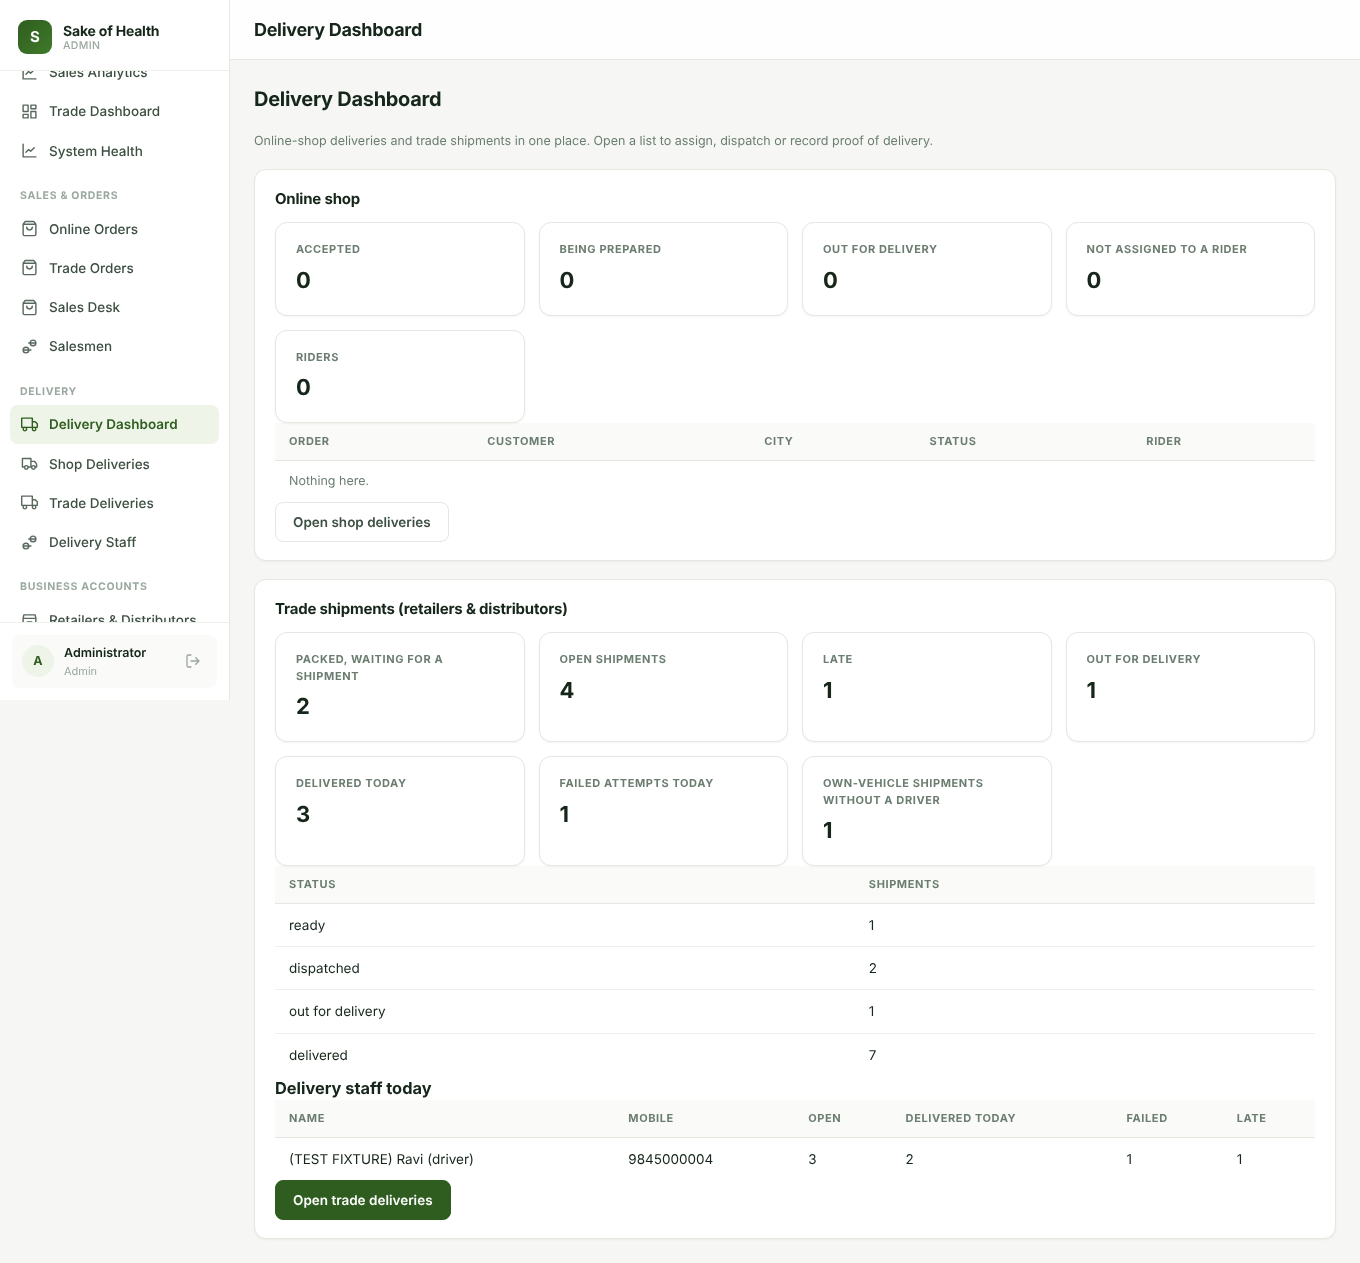 S
Sake of Health
ADMIN
Sales Analytics
Trade Dashboard
System Health
SALES & ORDERS
Online Orders
Trade Orders
Sales Desk
Salesmen
DELIVERY
Delivery Dashboard
Shop Deliveries
Trade Deliveries
Delivery Staff
BUSINESS ACCOUNTS
Retailers & Distributors
A
Administrator
Admin
Delivery Dashboard
Delivery Dashboard
Online-shop deliveries and trade shipments in one place. Open a list to assign, dispatch or record proof of delivery.
Online shop
ACCEPTED
0
BEING PREPARED
0
OUT FOR DELIVERY
0
NOT ASSIGNED TO A RIDER
0
RIDERS
0
ORDER CUSTOMER CITY STATUS RIDER
Nothing here.
Open shop deliveries
Trade shipments (retailers & distributors)
PACKED, WAITING FOR A
SHIPMENT
2
OPEN SHIPMENTS
4
LATE
1
OUT FOR DELIVERY
1
DELIVERED TODAY
3
FAILED ATTEMPTS TODAY
1
OWN-VEHICLE SHIPMENTS
WITHOUT A DRIVER
1
STATUS SHIPMENTS
ready 1
dispatched 2
out for delivery 1
delivered 7
Delivery staff today
NAME MOBILE OPEN DELIVERED TODAY FAILED LATE
(TEST FIXTURE) Ravi (driver) 9845000004 3 2 1 1
Open trade deliveries